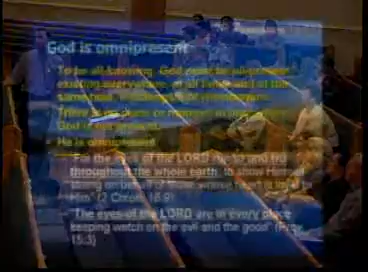 God is omnipresent
To be all-knowing, God must be all-present
existing everywhere, at all times and at the
same time,
There is no place or moment in
God is not present.
He is omnipresent
"For the eyes of the LORD run to and fro
throughout the whole earth, to show Himself
strong on behalf of those whose heart is loyal to
Him" (2 Chron. 16:9)
"The eyes of the LORD are in every place
keeping watch on the evil and the good" (Prov.
15:3)